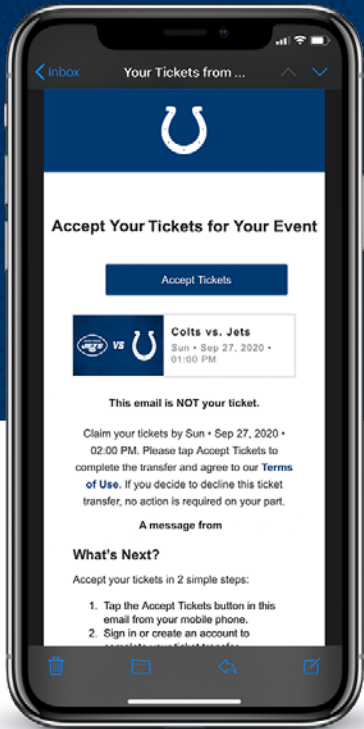 Inbox
Your Tickets from ...
Accept Your Tickets for Your Event
Accept Tickets
JETS VS
Colts vs. Jets
Sun • Sep 27, 2020 •
01:00 PM
This email is NOT your ticket.
Claim your tickets by Sun • Sep 27, 2020 •
02:00 PM. Please tap Accept Tickets to
complete the transfer and agree to our Terms
of Use. If you decide to decline this ticket
transfer, no action is required on your part.
A message from
What's Next?
Accept your tickets in 2 simple steps:
1. Tap the Accept Tickets button in this
email from your mobile phone.
2. Sign in or create an account to
complete your ticket transfer